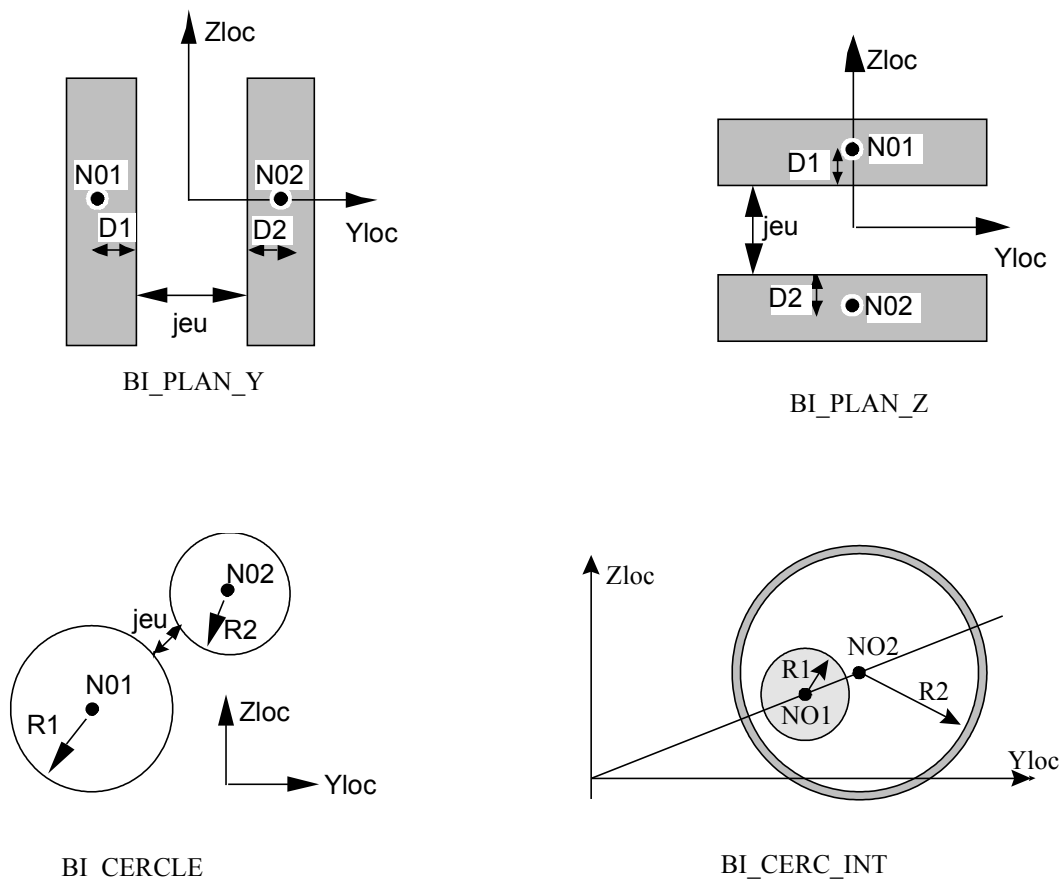 Zloc
N01
N02
D1
D2
Yloc
jeu
BI_PLAN_Y
Zloc
N01
D1
jeu
Yloc
D2
N02
BI_PLAN_Z
N02
jeu
R2
N01
R1
Zloc
Yloc
BI_CERCLE
Zloc
NO2
R1
R2
NO1
Yloc
BI_CERC_INT